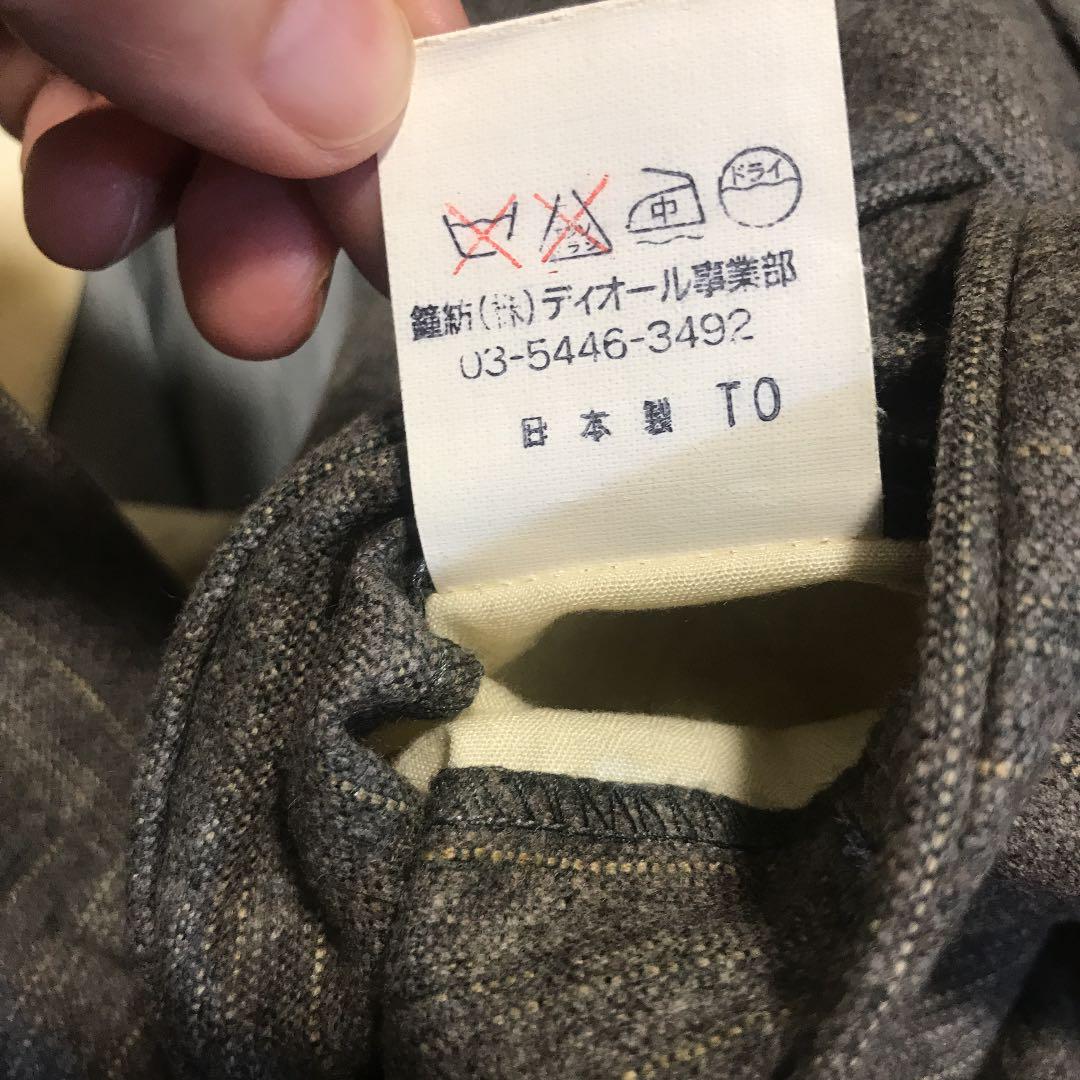 中 ドライ
鐘紡(株)ディオール事業部
03-5446-3492
日本製 TO